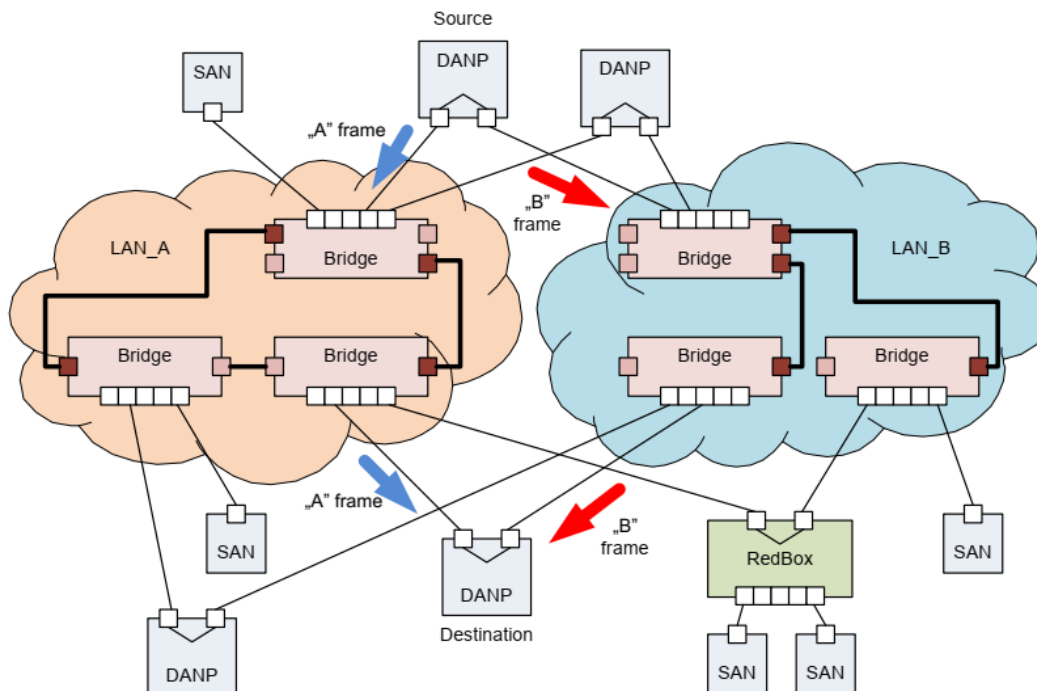 Source
SAN
DANP
DANP
„A” frame
„B”
frame
LAN_A
Bridge
Bridge
LAN_B
Bridge
Bridge
Bridge
Bridge
„A” frame
„B”
frame
SAN
DANP
Destination
RedBox
SAN
DANP
SAN
SAN